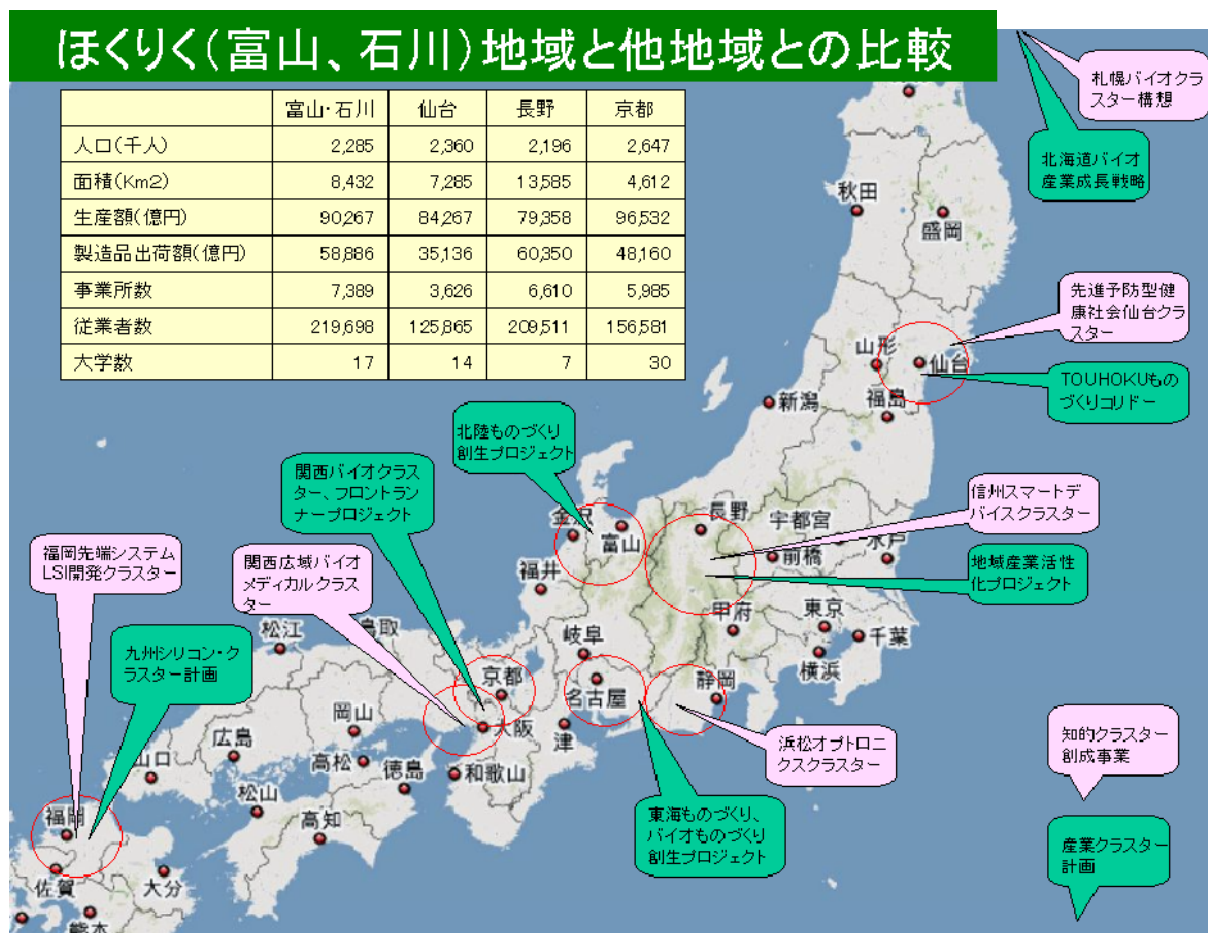 ほくりく(富山、石川)地域と他地域との比較
富山・石川 仙台 長野 京都
人口(千人) 2,285 2,360 2,196 2,647
面積(Km2) 8,432 7,285 13,585 4,612
生産額(億円) 90,267 84,267 79,358 96,532
製造品出荷額(億円) 58,886 35,136 60,350 48,160
事業所数 7,389 3,626 6,610 5,985
従業者数 219,698 125,865 209,511 156,581
大学数 17 14 7 30
札幌バイオクラ
スター構想
北海道バイオ
産業成長戦略
秋田
盛岡
先進予防型健
康社会仙台クラ
スター
山形
仙台
TOUHOKUもの
づくりコリドー
新潟
福島
北陸ものづくり
創生プロジェクト
関西バイオクラス
ター、フロントラン
ナープロジェクト
信州スマートデ
バイスクラスター
金沢
富山
長野
宇都宮
前橋
水戸
福岡先端システム
LSI開発クラスター
関西広域バイオ
メディカルクラス
ター
福井
地域産業活性
化プロジェクト
甲府
東京
千葉
横浜
松江
鳥取
岐阜
九州シリコン・ク
ラスター計画
京都
名古屋
静岡
岡山
大阪
津
広島
高松
徳島
和歌山
山口
松山
高知
浜松オプトロニ
クスクラスター
知的クラスター
創成事業
福岡
佐賀
大分
熊本
東海ものづくり、
バイオものづくり
創生プロジェクト
産業クラスター
計画